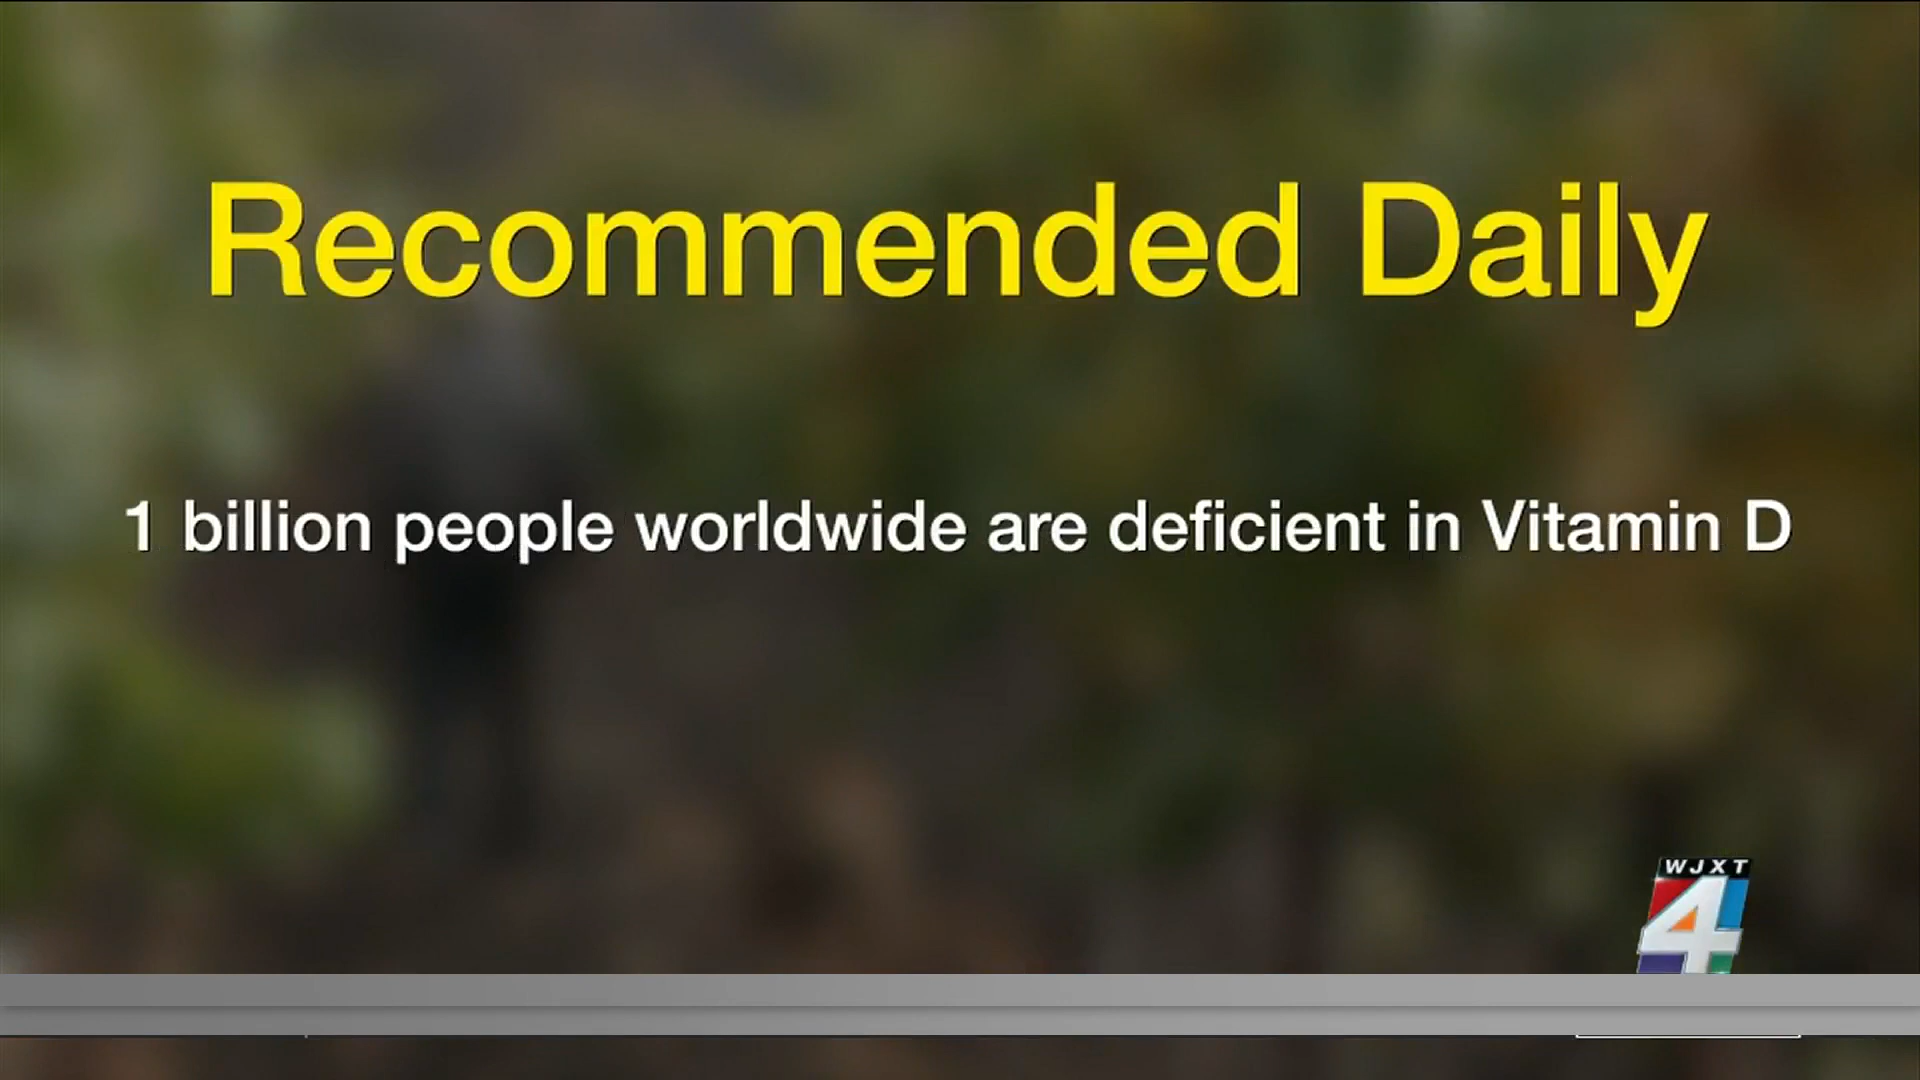 Recommended Daily
1 billion people worldwide are deficient in Vitamin D
WJXT
4